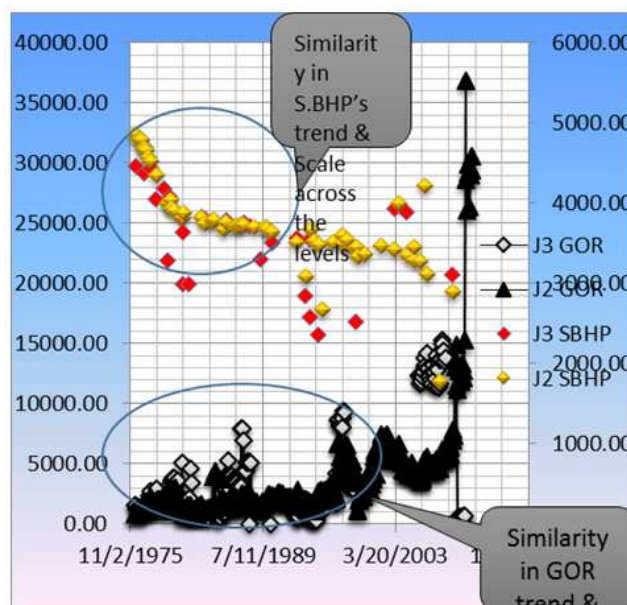 40000.00
35000.00
30000.00
25000.00
20000.00
15000.00
10000.00
5000.00
0.00
6000.00
5000.00
4000.00
2000.00
1000.00
11/2/1975 7/11/1989 3/20/2003
Similarit
y in
S.BHP's
trend &
Scale
across
the
levels
J3 GOR
J2 GOR
J3 SBHP
J2 SBHP
Similarity
in GOR
trend &